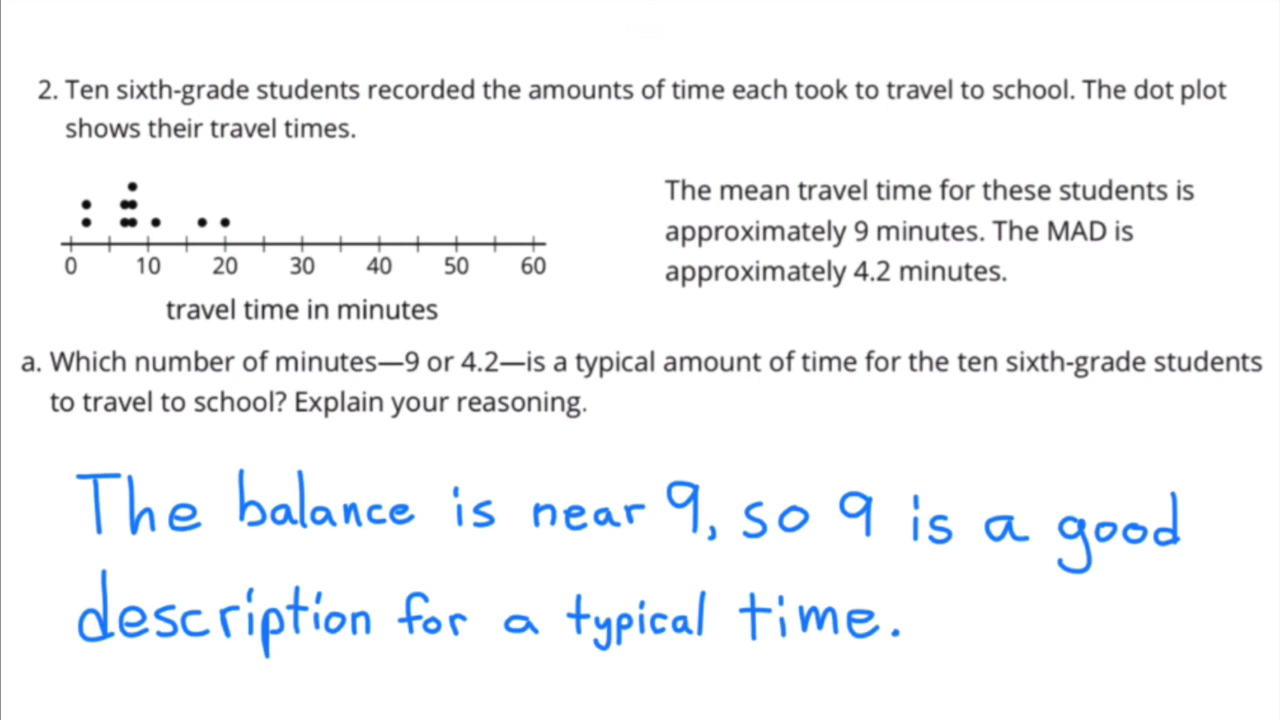 2. Ten sixth-grade students recorded the amounts of time each took to travel to school. The dot plot
shows their travel times.
The mean travel time for these students is
approximately 9 minutes. The MAD is
approximately 4.2 minutes.
0 10 20 30 40 50 60
travel time in minutes
a. Which number of minutes—9 or 4.2—is a typical amount of time for the ten sixth-grade students
to travel to school? Explain your reasoning.
The balance is near 9, so 9 is a good
description for a typical time.